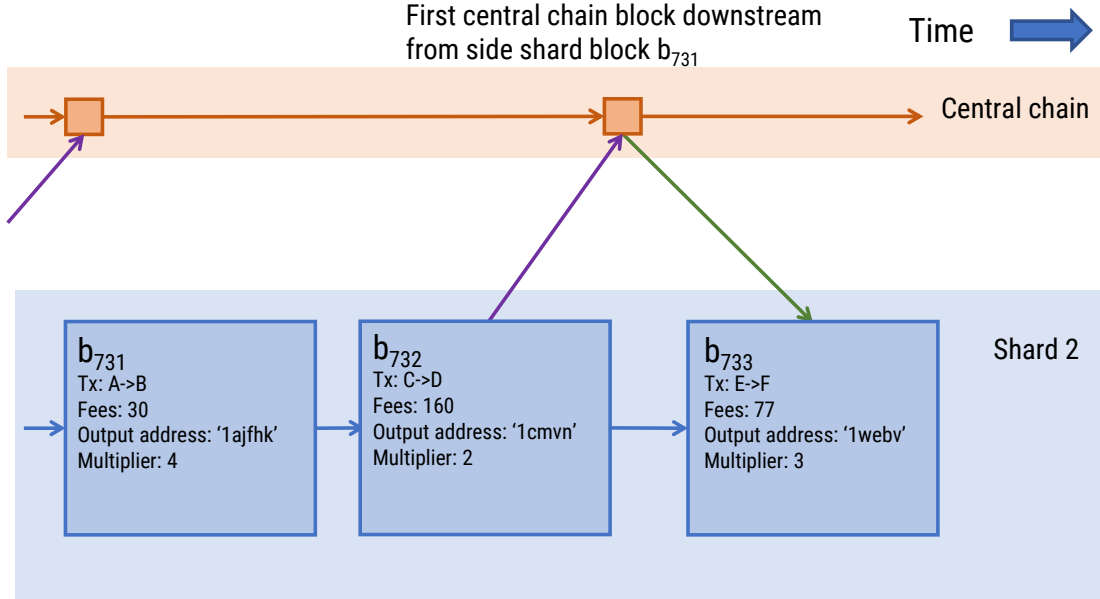 First central chain block downstream
from side shard block b731
Time
Central chain
b731
Tx: A->B
Fees: 30
Output address: ‘1ajfhk’
Multiplier: 4
b732
Tx: C->D
Fees: 160
Output address: ‘1cmvn’
Multiplier: 2
b733
Tx: E->F
Fees: 77
Output address: ‘1webv’
Multiplier: 3
Shard 2